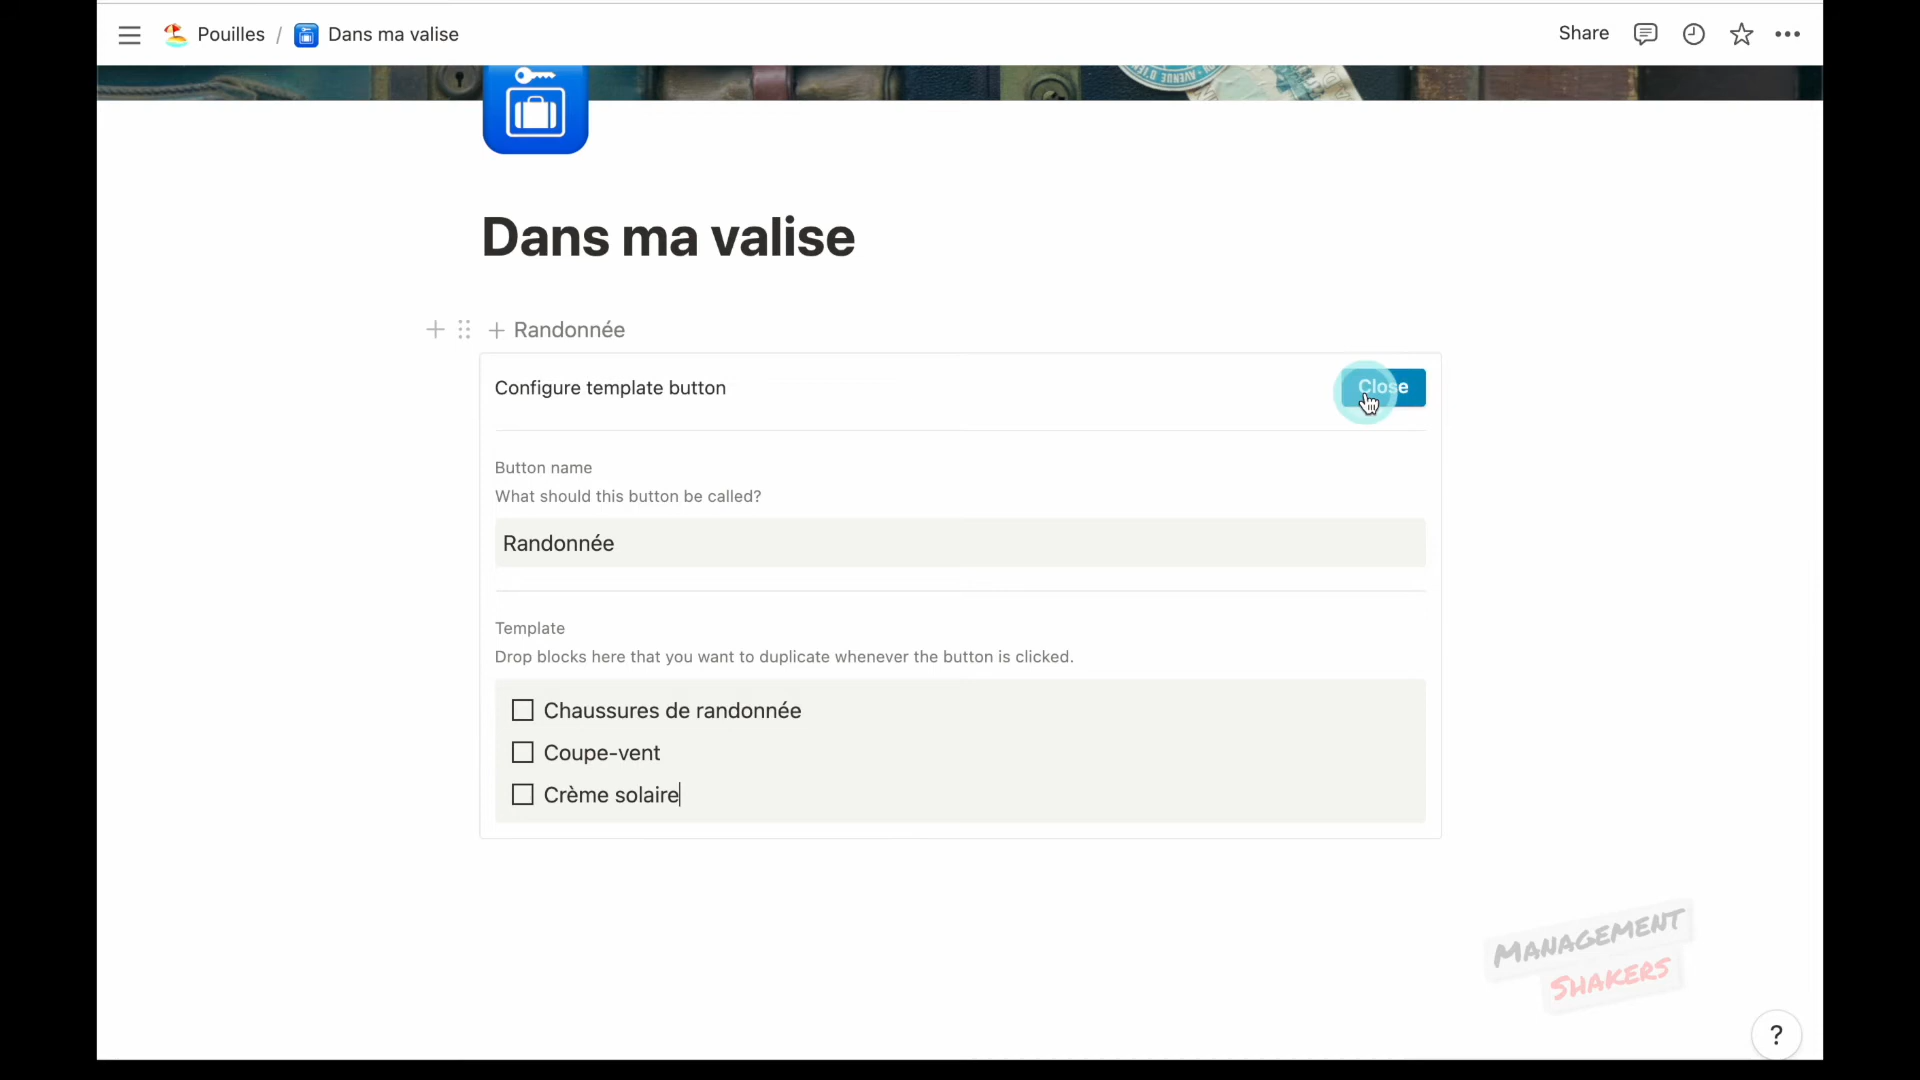 Pouilles / Dans ma valise
Share
AVENUE D'IE
Dans ma valise
Randonnée
Configure template button
Close
Button name
What should this button be called?
Randonnée
Template
Drop blocks here that you want to duplicate whenever the button is clicked.
Chaussures de randonnée
Coupe-vent
Crème solaire
MANAGEMENT
SHAKERS
?